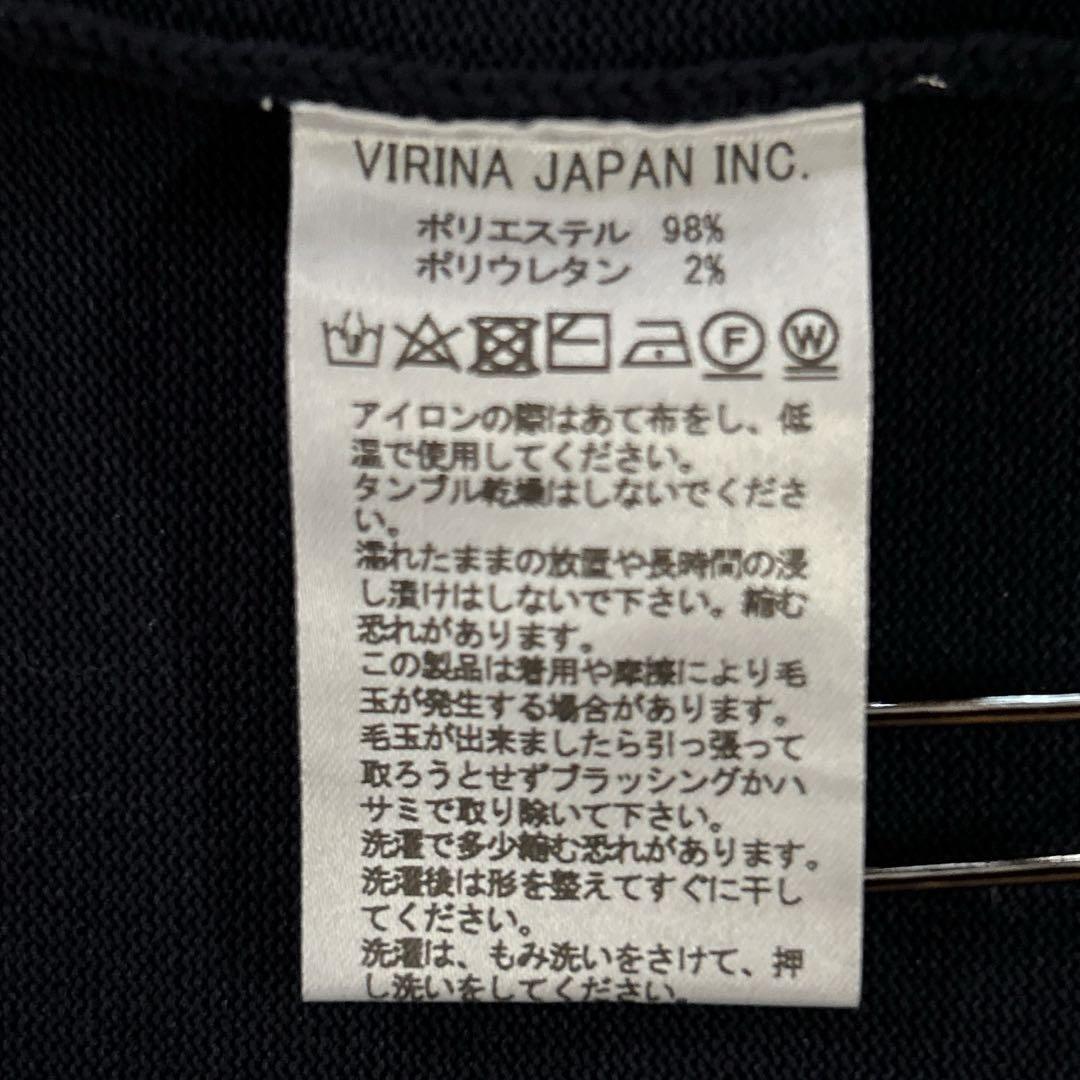 VIRINA JAPAN INC.
ポリエステル 98%
ポリウレタン 2%
F W
アイロンの際はあて布をし、低
温で使用してください。
タンブル乾燥はしないでくださ
い。
濡れたままの放置や長時間の浸
し漬けはしないで下さい。縮む
恐れがあります。
この製品は着用や摩擦により毛
玉が発生する場合があります。
毛玉が出来ましたら引っ張って
取ろうとせずブラッシングかハ
サミで取り除いて下さい。
洗濯で多少縮む恐れがあります。
洗濯後は形を整えてすぐに干し
てください。
洗濯は、もみ洗いをさけて、押
し洗いをしてください。